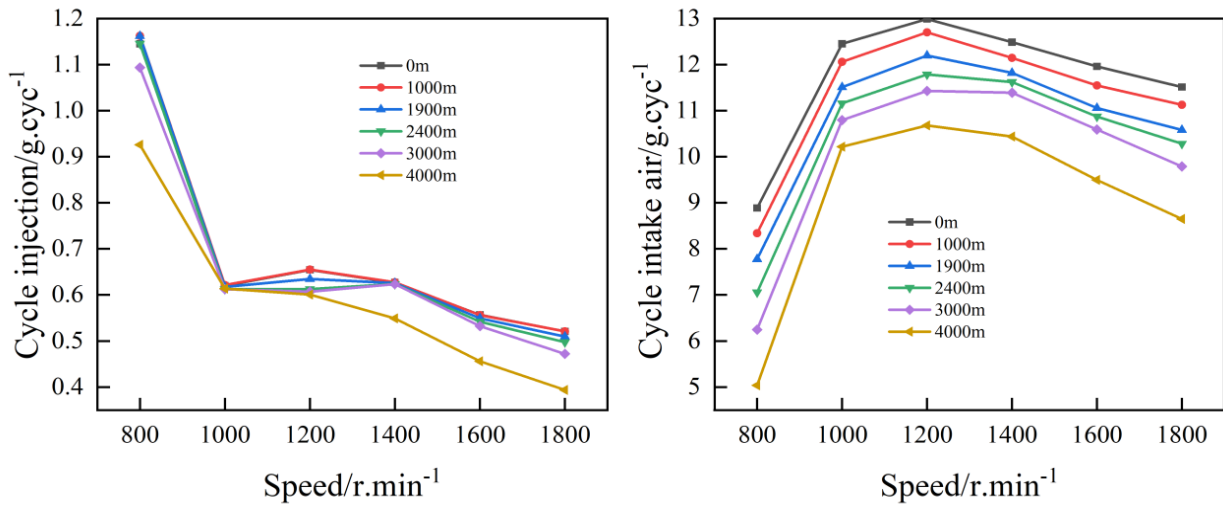 Cycle injection/g.cyc⁻¹
1.2
1.1
1.0
0.9
0.8
0.7
0.6
0.5
0.4
0m
1000m
1900m
2400m
3000m
4000m
800 1000 1200 1400 1600 1800
Speed/r.min⁻¹
Cycle intake air/g.cyc⁻¹
13
12
11
10
9
8
7
6
5
0m
1000m
1900m
2400m
3000m
4000m
800 1000 1200 1400 1600 1800
Speed/r.min⁻¹